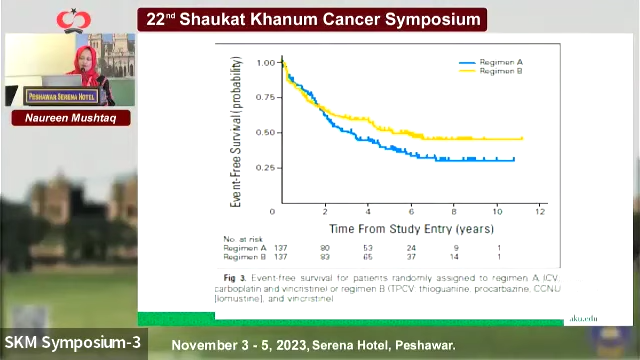 22nd Shaukat Khanum Cancer Symposium
PESHAWAR SERENA HOTEL
Naureen Mushtaq
Event-Free Survival (probability)
1.00
0.75
0.50
0.25
0
2
4
6
8
10
12
Regimen A
Regimen B
Time From Study Entry (years)
No. at risk
Regimen A 137 80 53 24 9 1
Regimen B 137 83 65 37 14 1
Fig 3. Event-free survival for patients randomly assigned to regimen A (CV:
carboplatin and vincristine) or regimen B (TPCV: thioguanine, procarbazine, CCNU
[lomustine], and vincristine).
aku.edu
SKM Symposium-3
November 3 - 5, 2023, Serena Hotel, Peshawar.